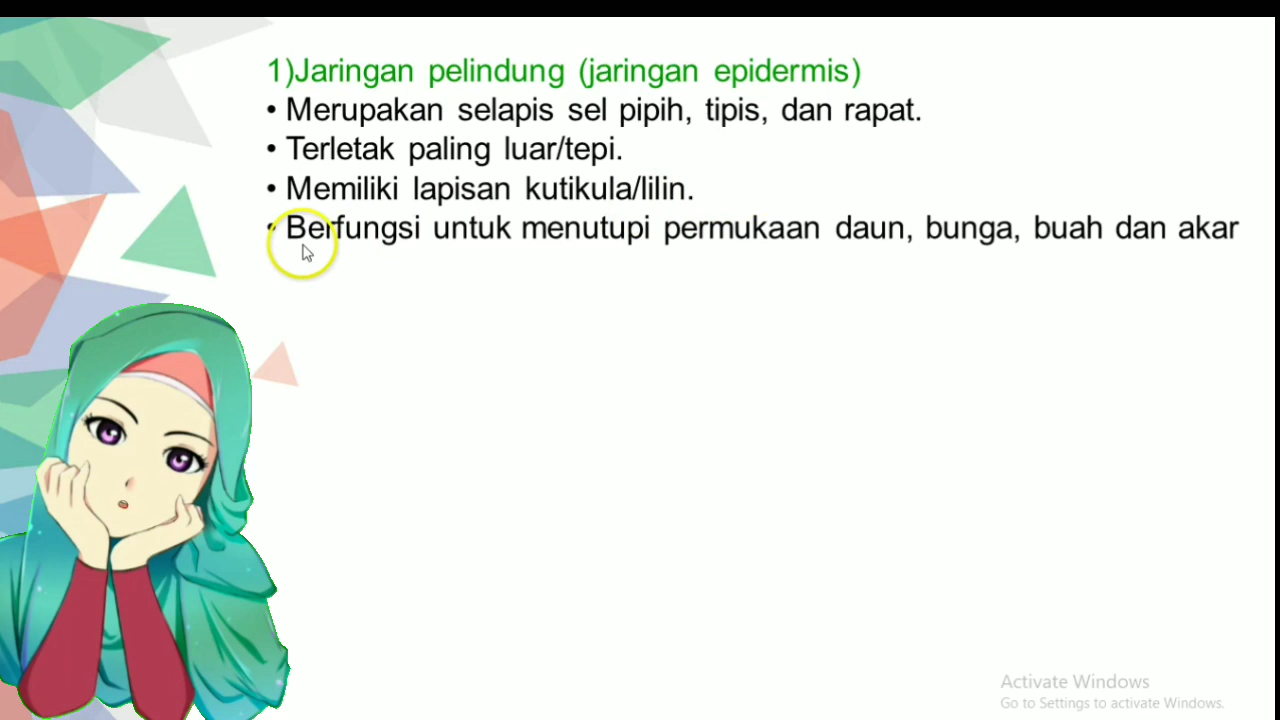 1)Jaringan pelindung (jaringan epidermis)
• Merupakan selapis sel pipih, tipis, dan rapat.
• Terletak paling luar/tepi.
• Memiliki lapisan kutikula/lilin.
• Berfungsi untuk menutupi permukaan daun, bunga, buah dan akar
Activate Windows
Go to Settings to activate Windows.